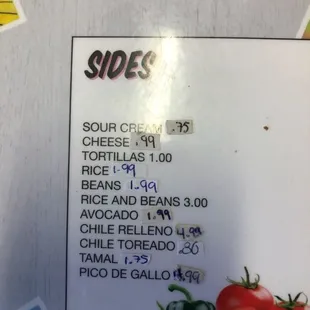 SIDES
SOUR CREAM .75
CHEESE .99
TORTILLAS 1.00
RICE 1.99
BEANS 1.99
RICE AND BEANS 3.00
AVOCADO 1.99
CHILE RELLENO 4.99
CHILE TOREADO
TAMAL 1.75
PICO DE GALLO